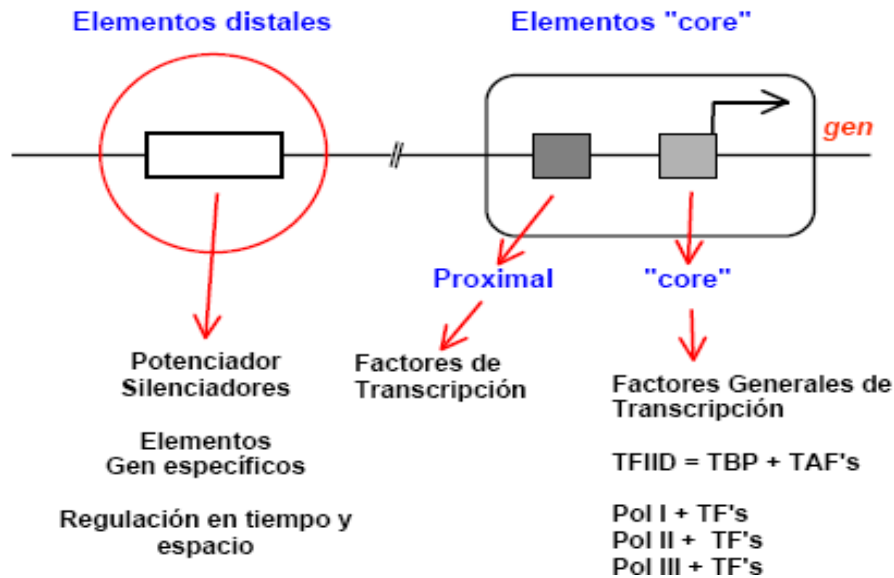 Elementos distales
Elementos "core"
gen
Proximal
"core"
Potenciador
Silenciadores
Elementos
Gen específicos
Regulación en tiempo y
espacio
Factores de
Transcripción
Factores Generales de
Transcripción
TFIID = TBP + TAF's
Pol I + TF's
Pol II + TF's
Pol III + TF's